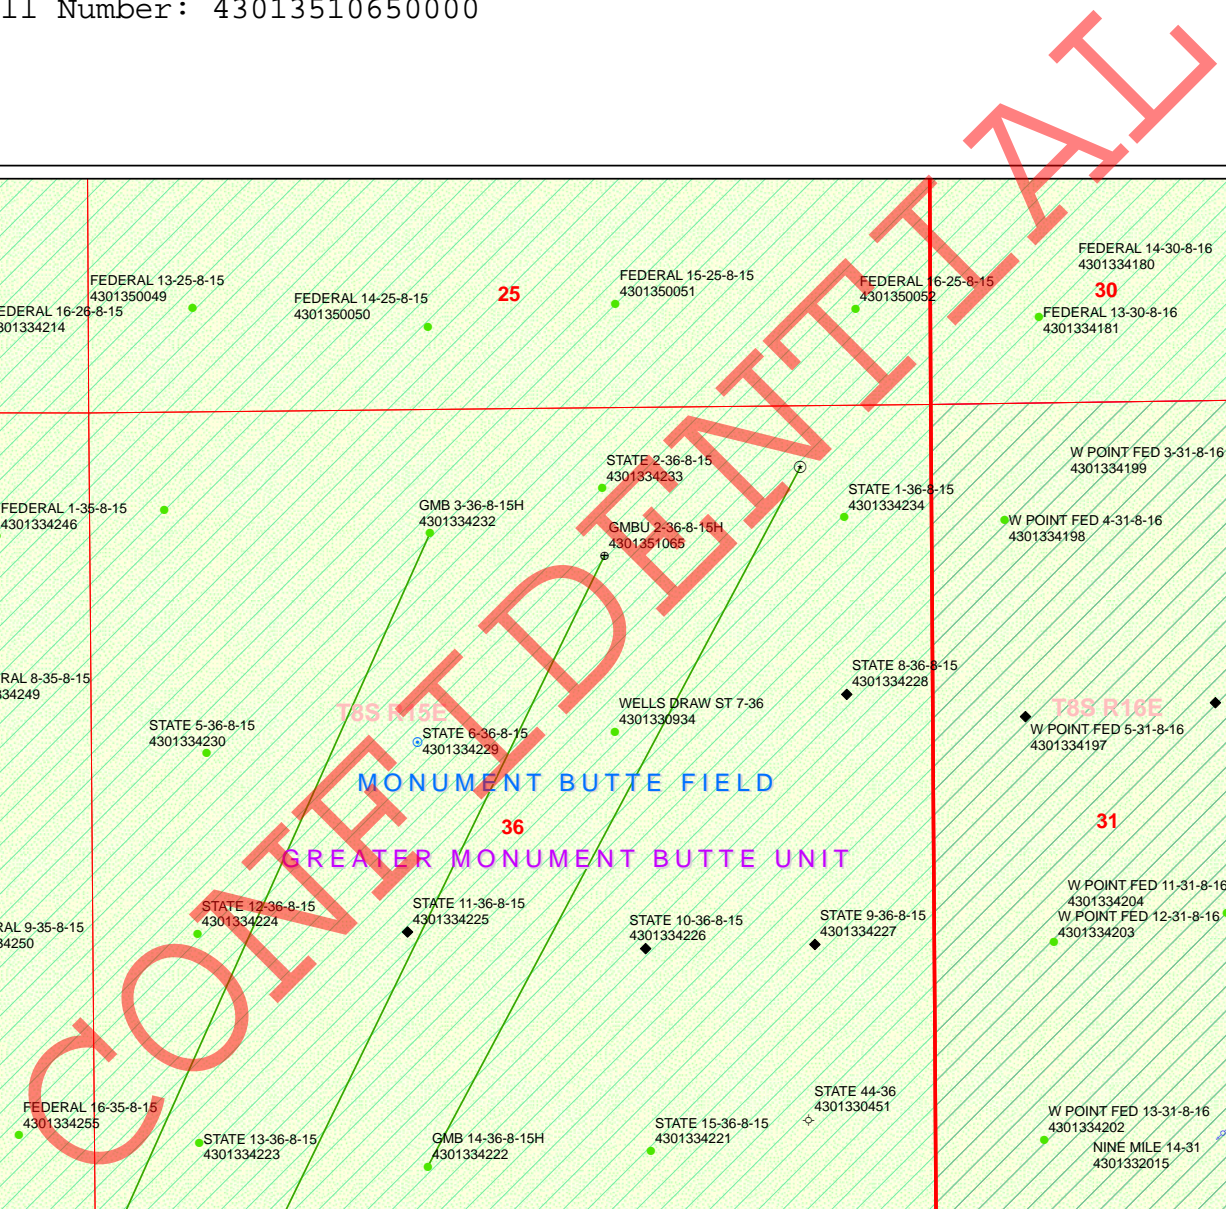 ll Number: 43013510650000
CONFIDENTIAL
FEDERAL 14-30-8-16
4301334180
FEDERAL 13-25-8-15
4301350049
FEDERAL 15-25-8-15
4301350051
FEDERAL 16-25-8-15
4301350052
30
FEDERAL 14-25-8-15
4301350050
25
EDERAL 16-26-8-15
301334214
FEDERAL 13-30-8-16
4301334181
STATE 2-36-8-15
4301334233
W POINT FED 3-31-8-16
4301334199
STATE 1-36-8-15
4301334234
FEDERAL 1-35-8-15
4301334246
GMB 3-36-8-15H
4301334232
GMBU 2-36-8-15H
4301351065
W POINT FED 4-31-8-16
4301334198
RAL 8-35-8-15
334249
STATE 8-36-8-15
4301334228
T8S R15E
WELLS DRAW ST 7-36
4301330934
T8S R16E
STATE 5-36-8-15
4301334230
STATE 6-36-8-15
4301334229
W POINT FED 5-31-8-16
4301334197
MONUMENT BUTTE FIELD
36
31
GREATER MONUMENT BUTTE UNIT
W POINT FED 11-31-8-16
4301334204
STATE 12-36-8-15
4301334224
STATE 11-36-8-15
4301334225
STATE 10-36-8-15
4301334226
STATE 9-36-8-15
4301334227
W POINT FED 12-31-8-16
4301334203
RAL 9-35-8-15
34250
STATE 44-36
4301330451
FEDERAL 16-35-8-15
4301334255
STATE 13-36-8-15
4301334223
GMB 14-36-8-15H
4301334222
STATE 15-36-8-15
4301334221
W POINT FED 13-31-8-16
4301334202
NINE MILE 14-31
4301332015